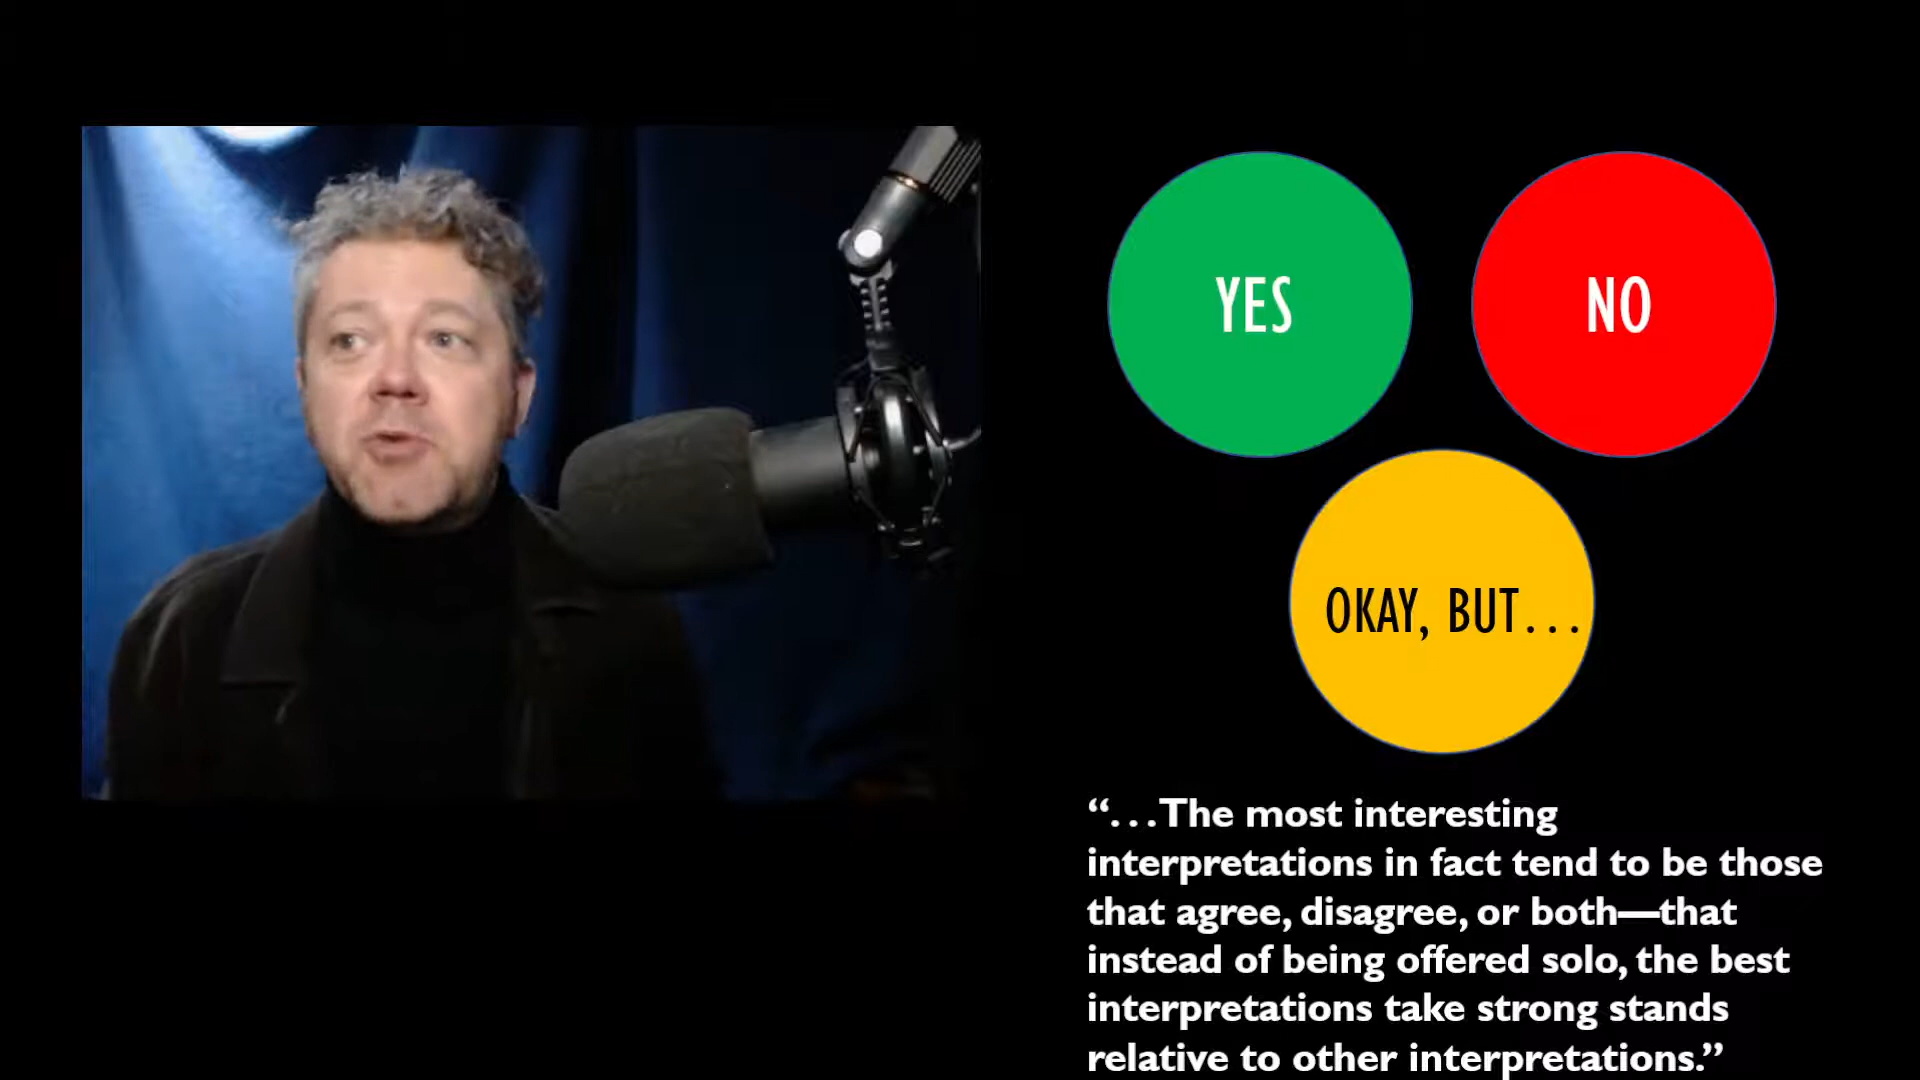 YES
NO
OKAY, BUT...
“...The most interesting
interpretations in fact tend to be those
that agree, disagree, or both—that
instead of being offered solo, the best
interpretations take strong stands
relative to other interpretations.”